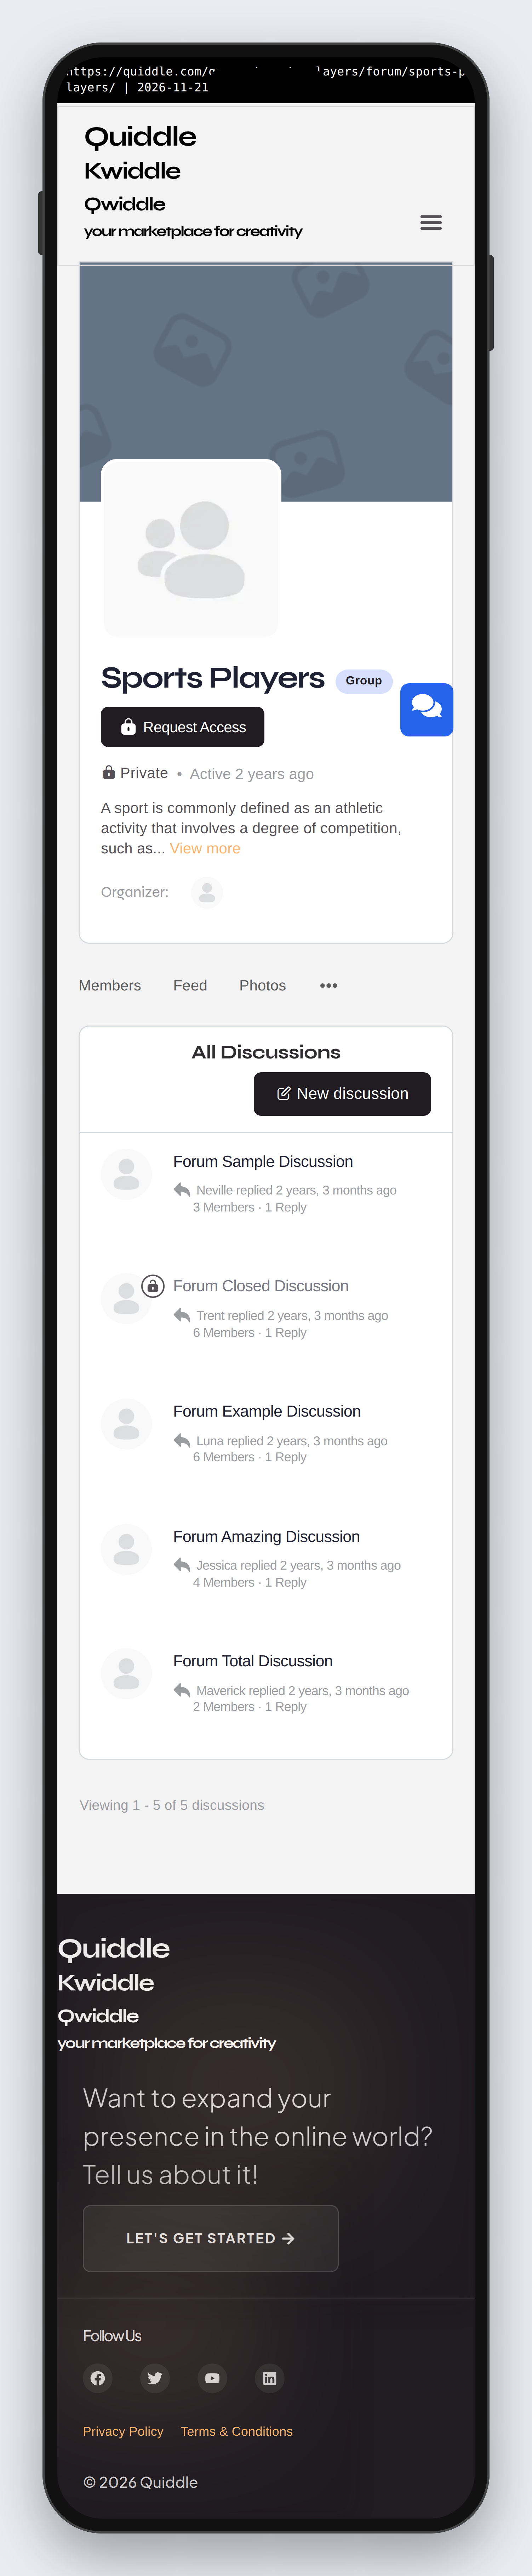 https://quiddle.com/ layers/forum/sports-p
layers/ | 2026-11-21
Quiddle
Kwiddle
Qwiddle
your marketplace for creativity
Sports Players Group
Request Access
Private • Active 2 years ago
A sport is commonly defined as an athletic
activity that involves a degree of competition,
such as... View more
Organizer:
Members Feed Photos •••
All Discussions
New discussion
Forum Sample Discussion
Neville replied 2 years, 3 months ago
3 Members · 1 Reply
Forum Closed Discussion
Trent replied 2 years, 3 months ago
6 Members · 1 Reply
Forum Example Discussion
Luna replied 2 years, 3 months ago
6 Members · 1 Reply
Forum Amazing Discussion
Jessica replied 2 years, 3 months ago
4 Members · 1 Reply
Forum Total Discussion
Maverick replied 2 years, 3 months ago
2 Members · 1 Reply
Viewing 1 - 5 of 5 discussions
Quiddle
Kwiddle
Qwiddle
your marketplace for creativity
Want to expand your
presence in the online world?
Tell us about it!
LET'S GET STARTED →
Follow Us
Privacy Policy Terms & Conditions
© 2026 Quiddle